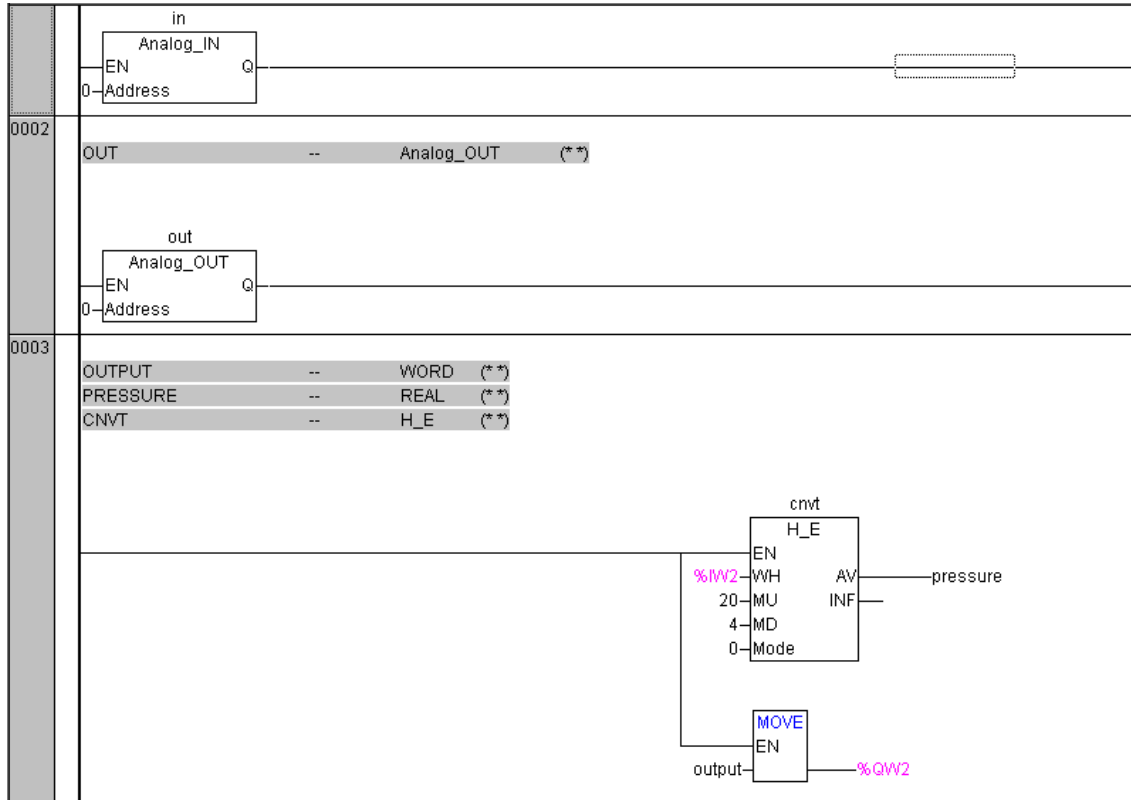 in
Analog_IN
EN Q
0 Address
0002
OUT -- Analog_OUT (* *)
out
Analog_OUT
EN Q
0 Address
0003
OUTPUT -- WORD (* *)
PRESSURE -- REAL (* *)
CNVT -- H_E (* *)
cnvt
H_E
EN
%IW2 WH AV pressure
20 MU INF
4 MD
0 Mode
MOVE
EN
output %QW2